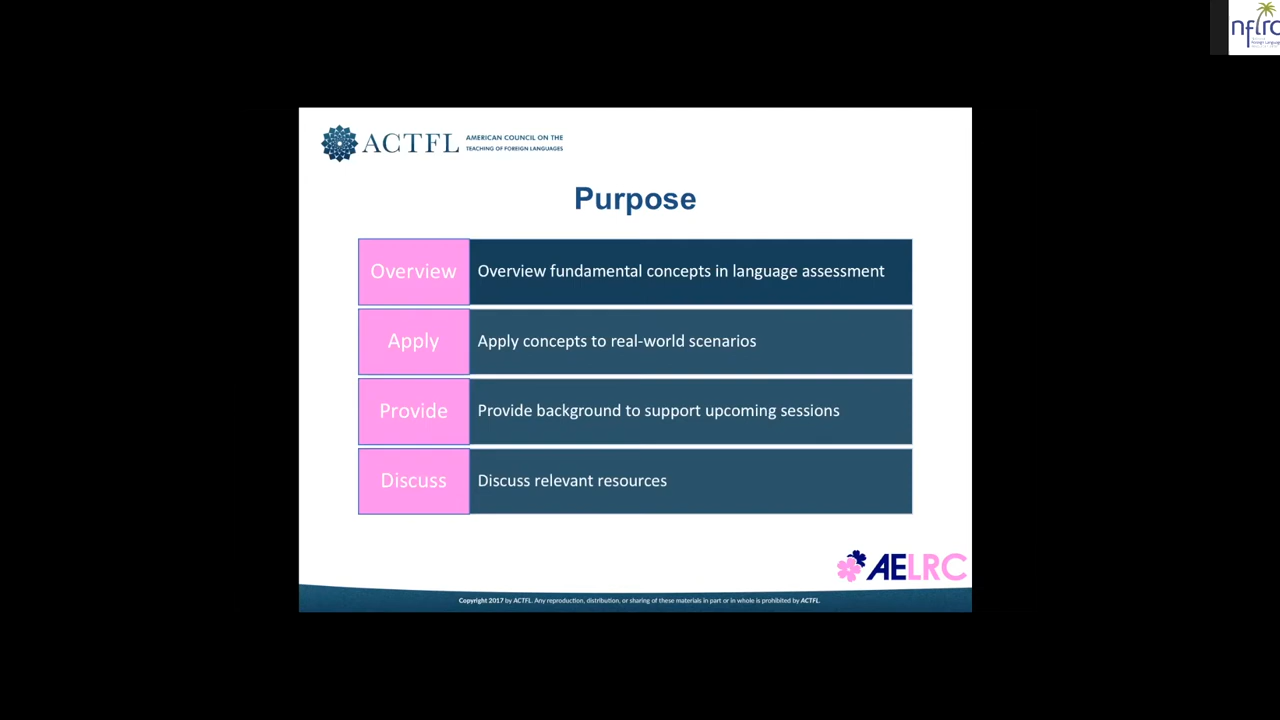 nflrc
ACTFL
AMERICAN COUNCIL ON THE
TEACHING OF FOREIGN LANGUAGES
Purpose
Overview
Overview fundamental concepts in language assessment
Apply
Apply concepts to real-world scenarios
Provide
Provide background to support upcoming sessions
Discuss
Discuss relevant resources
AELRC
Copyright 2017 by ACTFL. Any reproduction, distribution, or sharing of these materials in part or in whole is prohibited by ACTFL.